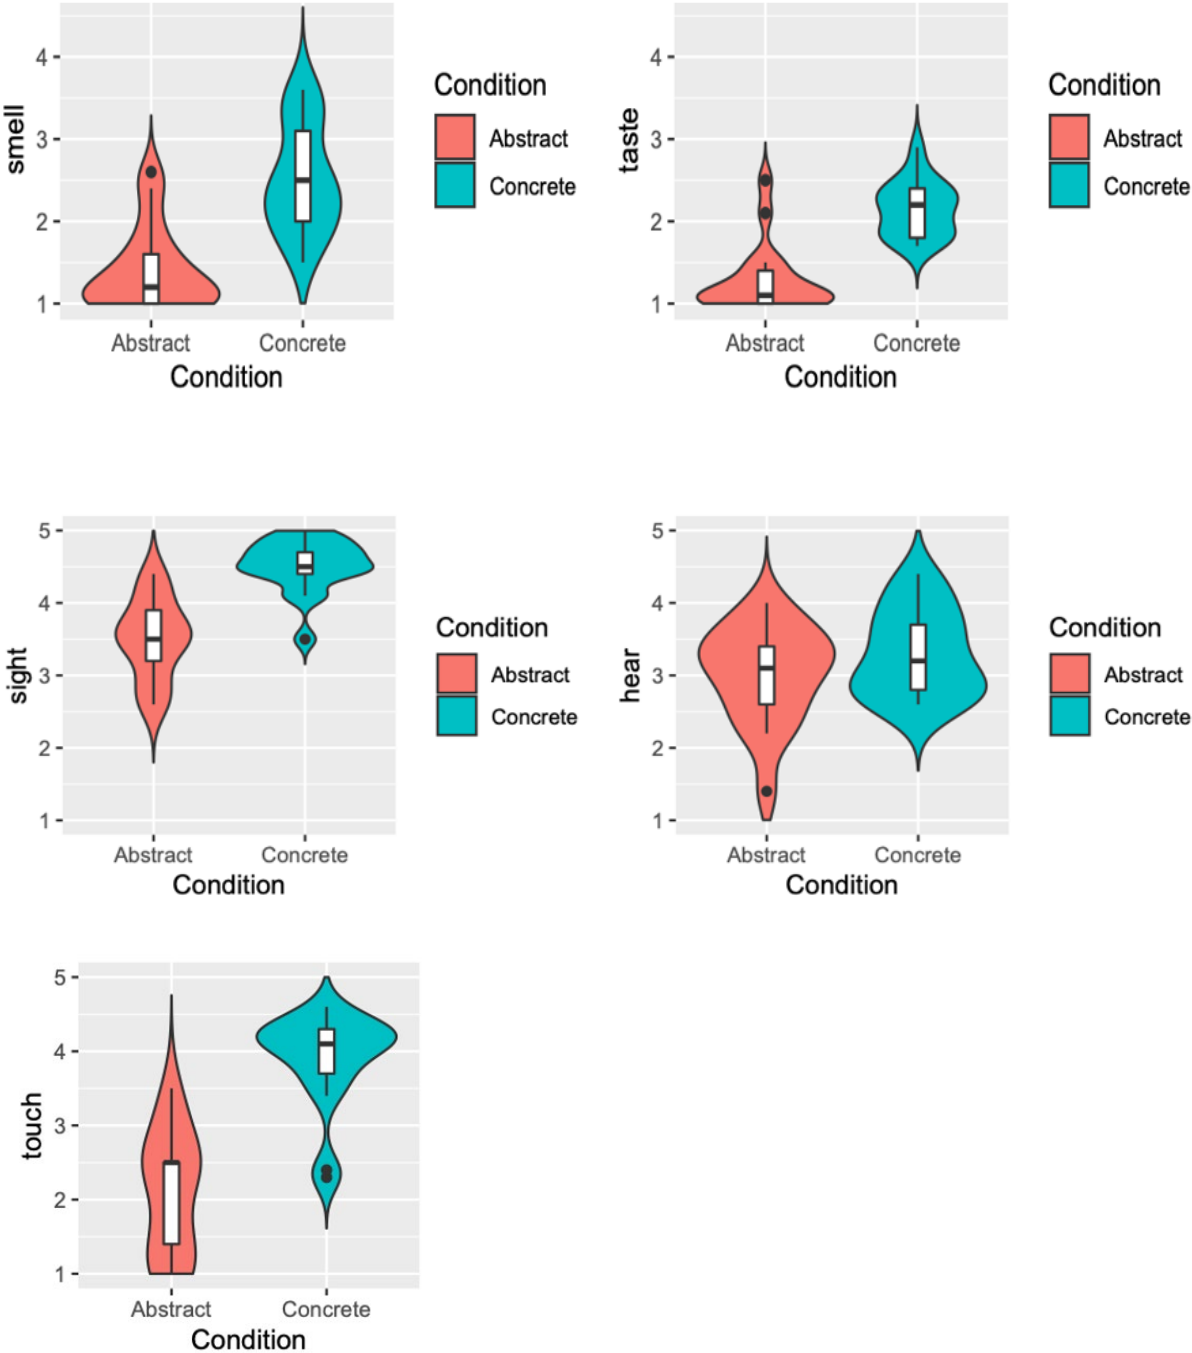 smell
4
3
2
1
Abstract Concrete
Condition
Condition
Abstract
Concrete
taste
4
3
2
1
Abstract Concrete
Condition
Condition
Abstract
Concrete
sight
5
4
3
2
1
Abstract Concrete
Condition
Condition
Abstract
Concrete
hear
5
4
3
2
1
Abstract Concrete
Condition
Condition
Abstract
Concrete
touch
5
4
3
2
1
Abstract Concrete
Condition